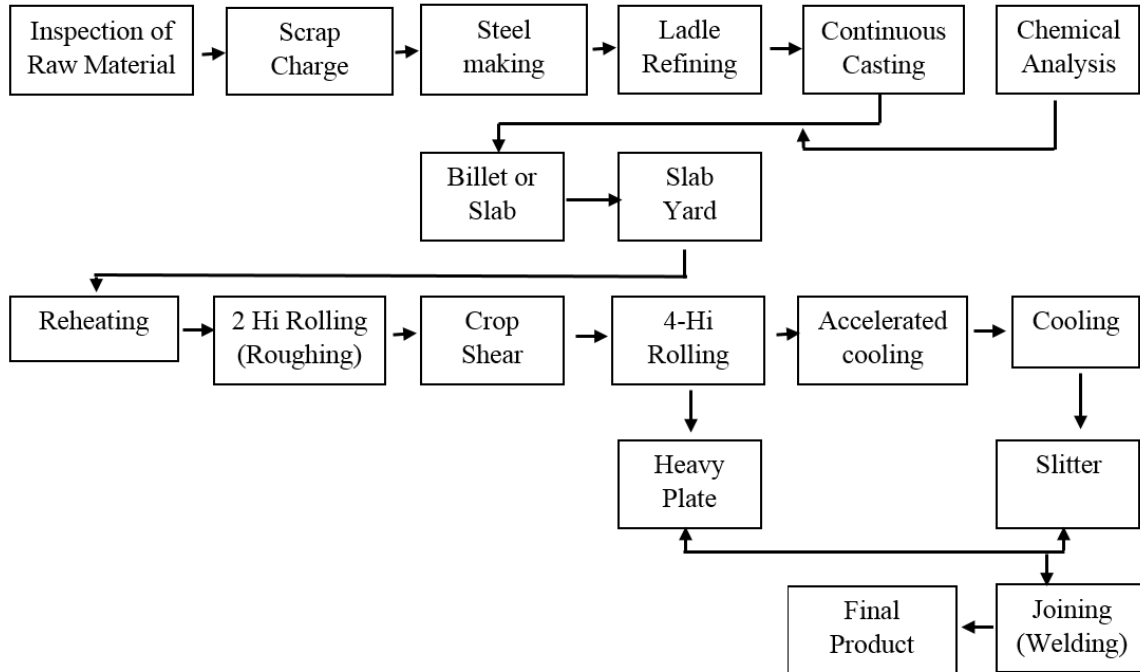 Inspection of
Raw Material
Scrap
Charge
Steel
making
Ladle
Refining
Continuous
Casting
Chemical
Analysis
Billet or
Slab
Slab
Yard
Reheating
2 Hi Rolling
(Roughing)
Crop
Shear
4-Hi
Rolling
Accelerated
cooling
Cooling
Heavy
Plate
Slitter
Final
Product
Joining
(Welding)